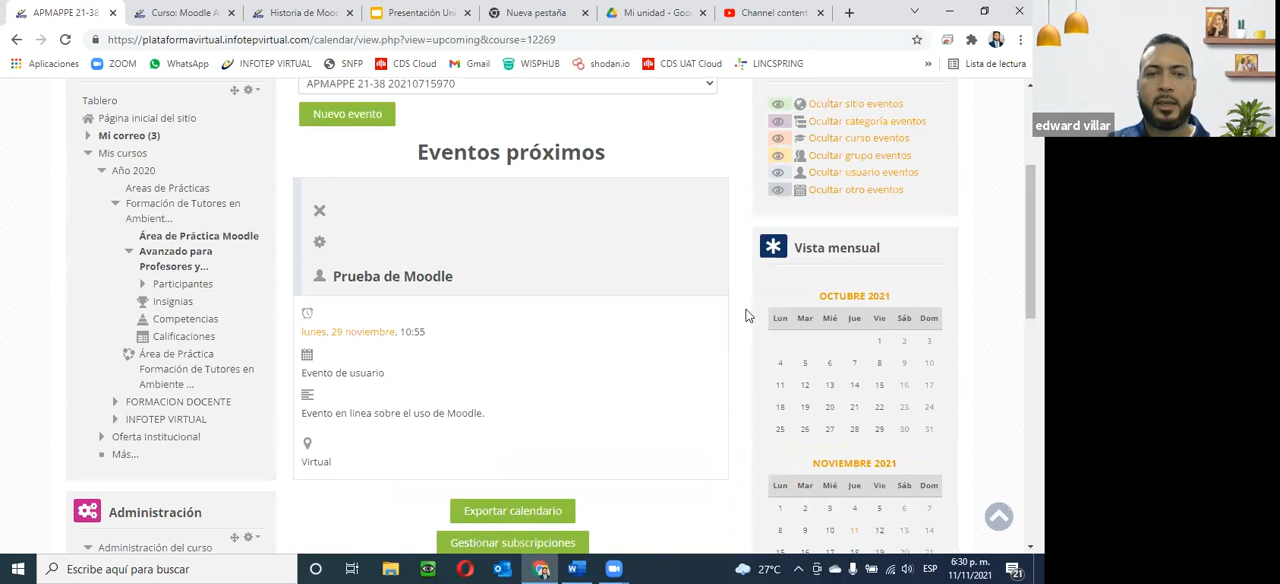 APMAPPE 21-38
Curso: Moodle A
Historia de Mooc
Presentación Uni
Nueva pestaña
Mi unidad - Goo
Channel content
https://plataformavirtual.infotepvirtual.com/calendar/view.php?view=upcoming&course=12269
Aplicaciones
ZOOM
WhatsApp
INFOTEP VIRTUAL
SNFP
CDS Cloud
Gmail
WISPHUB
shodan.io
CDS UAT Cloud
LINCSPRING
»
Lista de lectura
edward villar
Tablero
Página inicial del sitio
Mi correo (3)
Mis cursos
Año 2020
Areas de Prácticas
Formación de Tutores en
Ambient...
Área de Práctica Moodle
Avanzado para
Profesores y...
Participantes
Insignias
Competencias
Calificaciones
Área de Práctica
Formación de Tutores en
Ambiente ...
FORMACION DOCENTE
INFOTEP VIRTUAL
Oferta Institucional
Más...
Administración
Administración del curso
APMAPPE 21-38 20210715970
Nuevo evento
Eventos próximos
Prueba de Moodle
lunes, 29 noviembre, 10:55
Evento de usuario
Evento en linea sobre el uso de Moodle.
Virtual
Exportar calendario
Gestionar subscripciones
Ocultar sitio eventos
Ocultar categoría eventos
Ocultar curso eventos
Ocultar grupo eventos
Ocultar usuario eventos
Ocultar otro eventos
Vista mensual
OCTUBRE 2021
Lun Mar Mié Jue Vie Sáb Dom
1 2 3
4 5 6 7 8 9 10
11 12 13 14 15 16 17
18 19 20 21 22 23 24
25 26 27 28 29 30 31
NOVIEMBRE 2021
Lun Mar Mié Jue Vie Sáb Dom
1 2 3 4 5 6 7
8 9 10 11 12 13 14
15 16 17 18 19 20 21
Escribe aquí para buscar
27°C
ESP
6:30 p. m.
11/11/2021
21